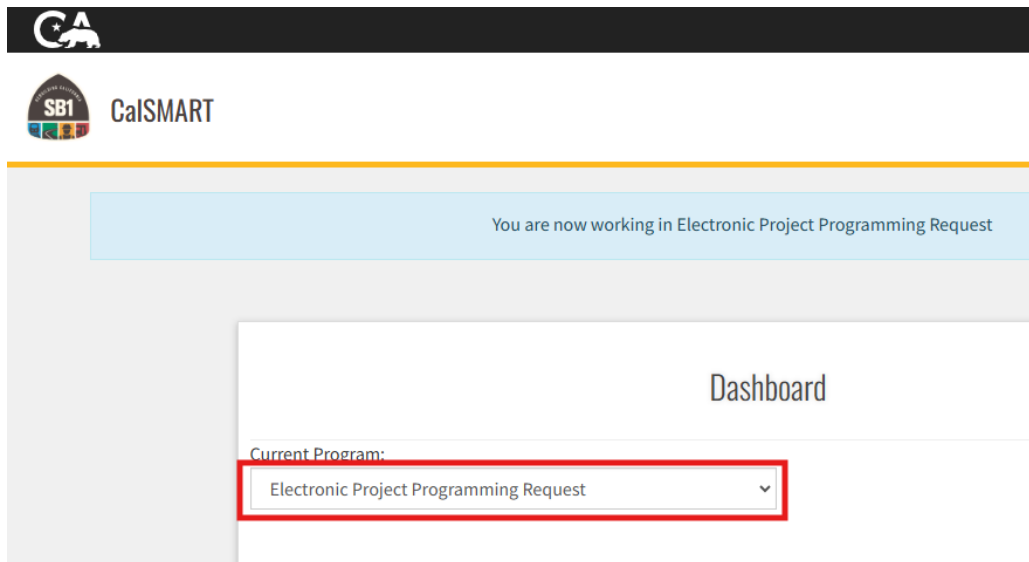 CA
SB1
CalSMART
You are now working in Electronic Project Programming Request
Dashboard
Current Program:
Electronic Project Programming Request